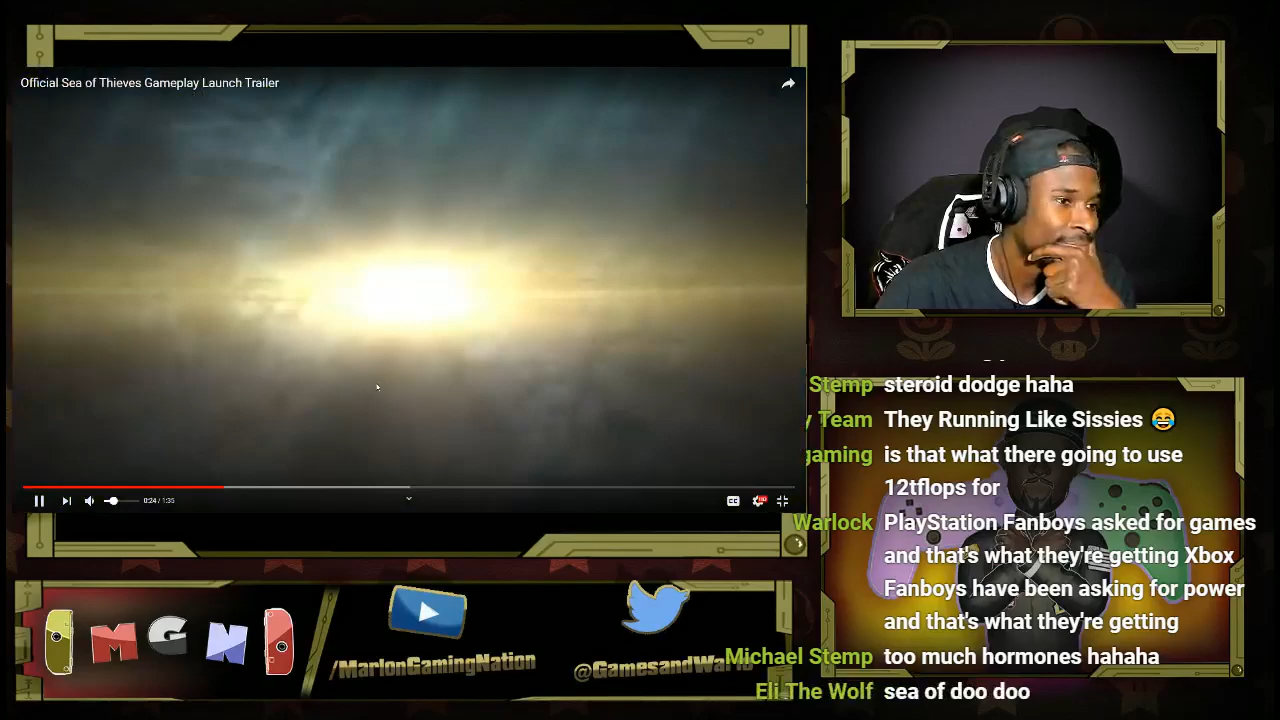 Official Sea of Thieves Gameplay Launch Trailer
0:24 / 1:35
CC
HD
Stemp steroid dodge haha
Team They Running Like Sissies 😂
gaming is that what there going to use
12tflops for
Warlock PlayStation Fanboys asked for games
and that's what they're getting Xbox
Fanboys have been asking for power
and that's what they're getting
Michael Stemp too much hormones hahaha
Eli The Wolf sea of doo doo
MGN
/MarlonGamingNation